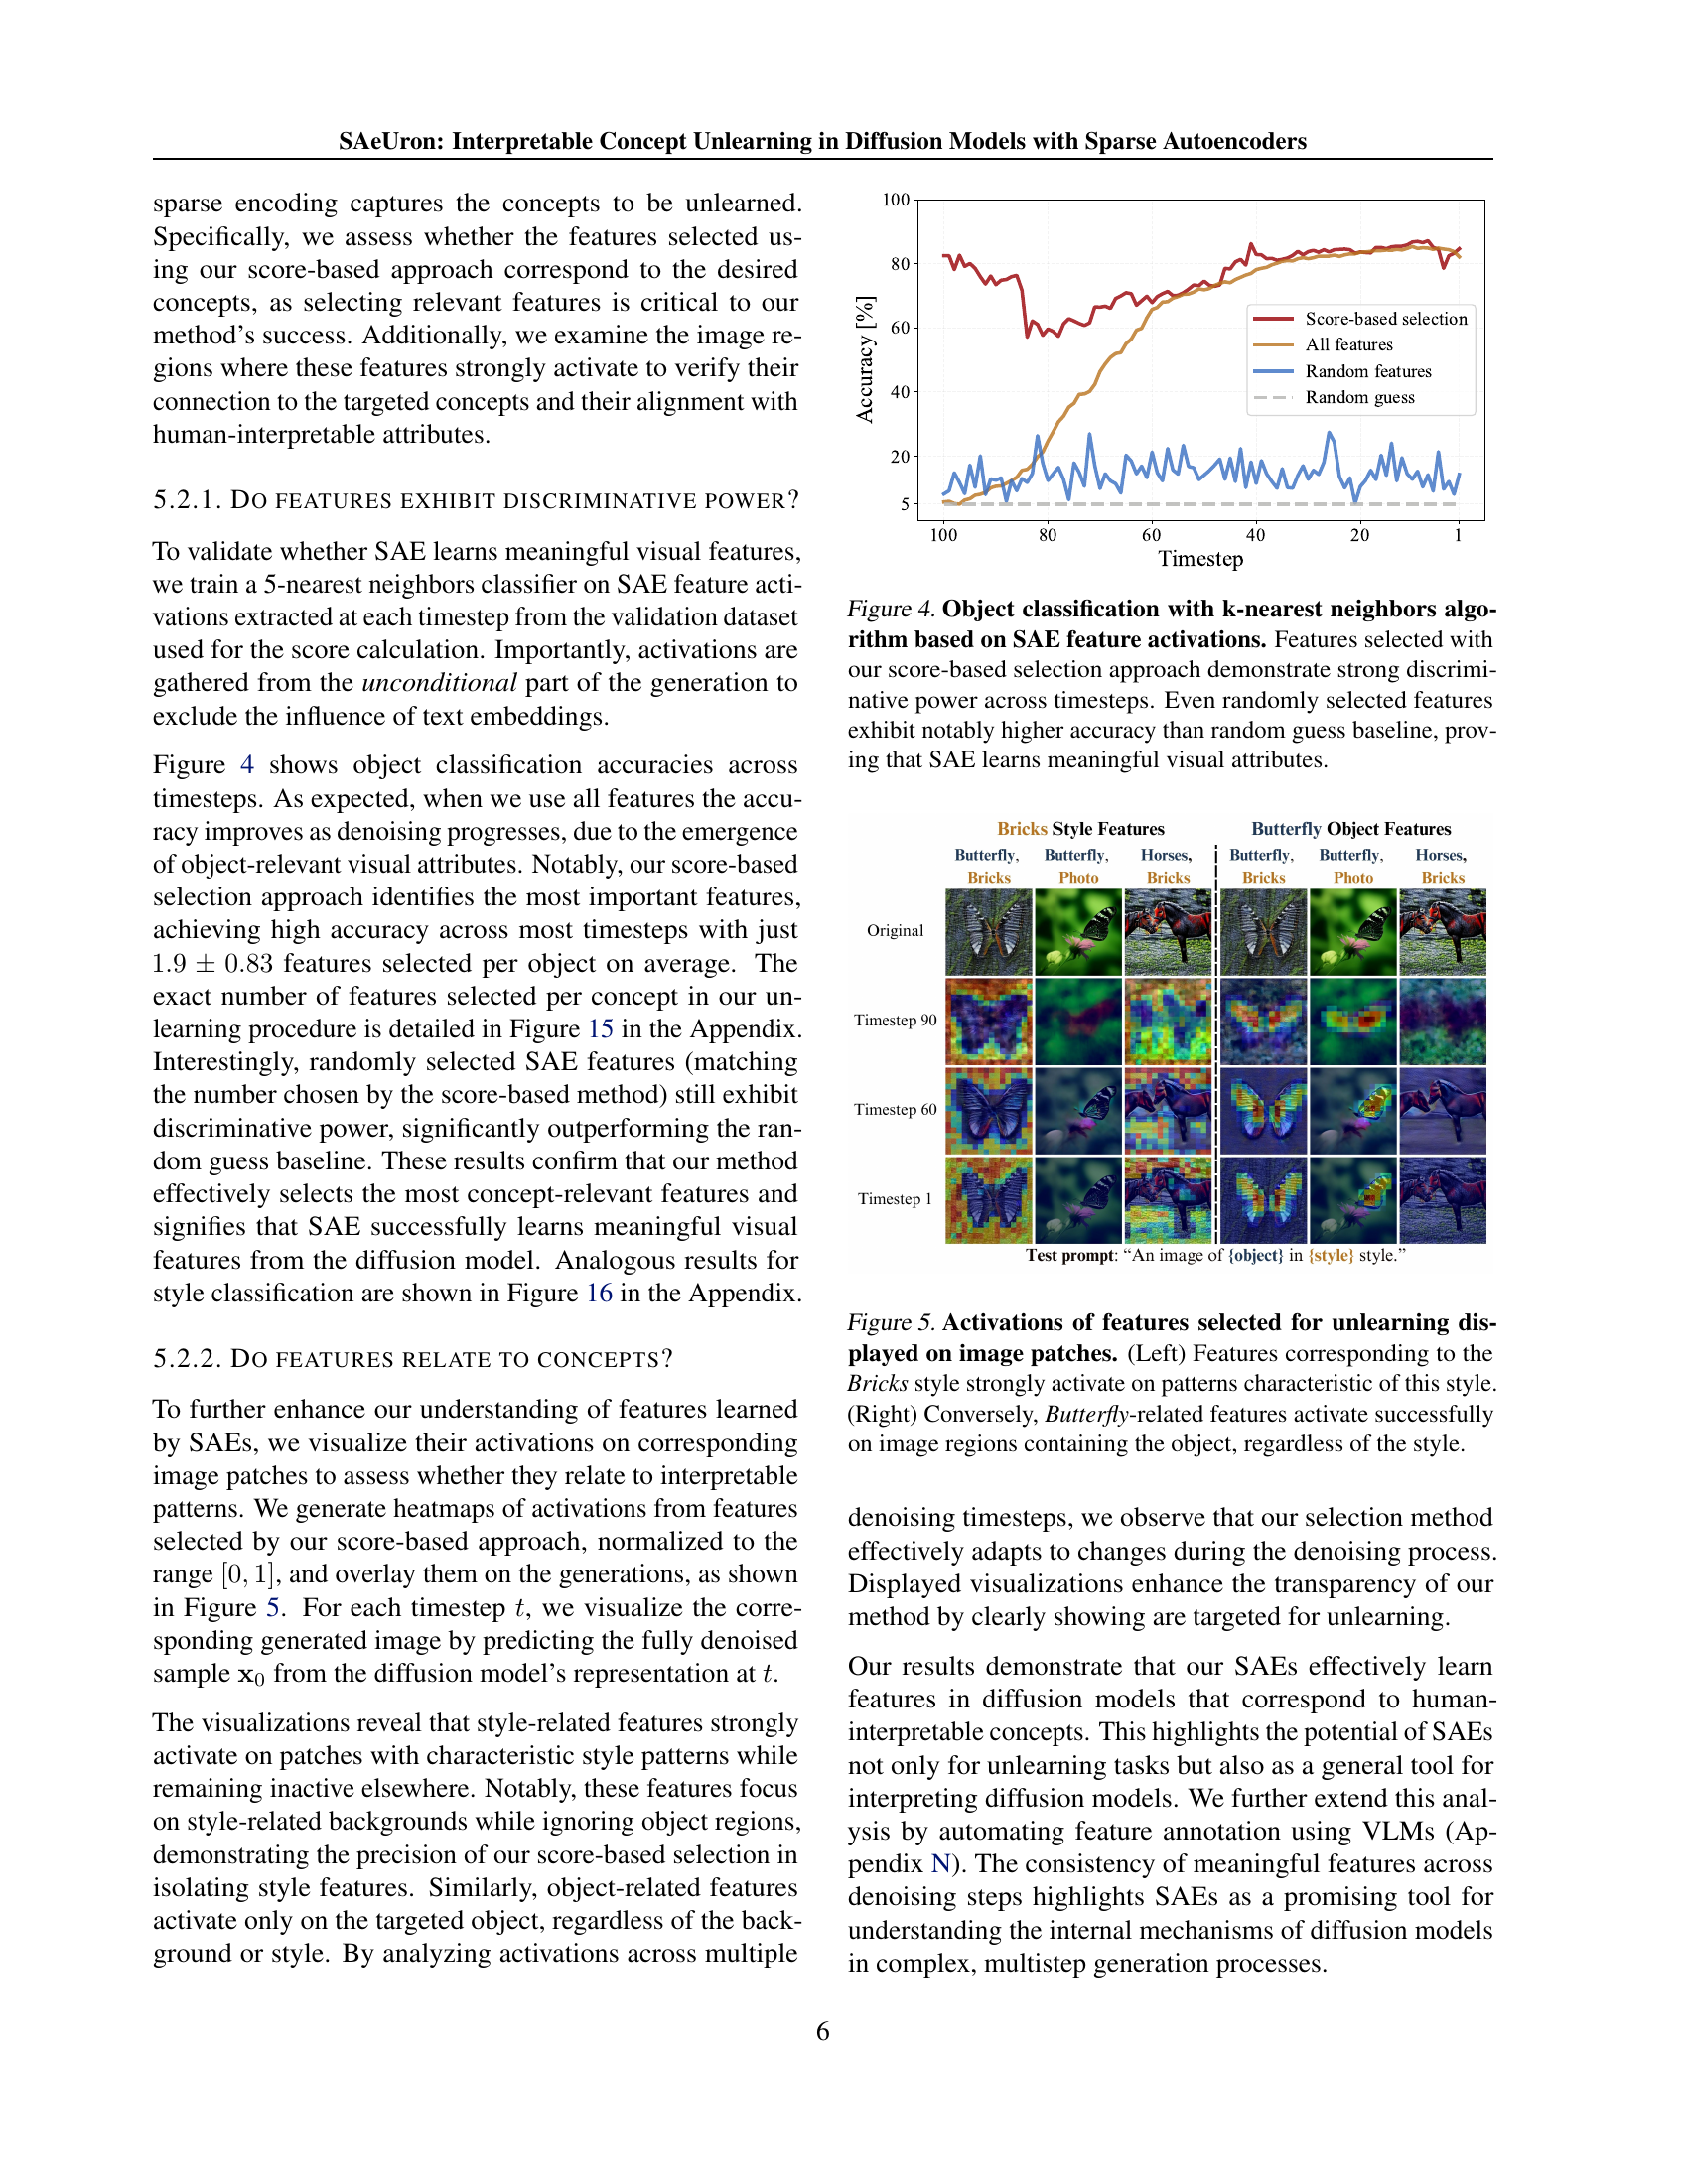 SAeUron: Interpretable Concept Unlearning in Diffusion Models with Sparse Autoencoders
sparse encoding captures the concepts to be unlearned.
Specifically, we assess whether the features selected us-
ing our score-based approach correspond to the desired
concepts, as selecting relevant features is critical to our
method's success. Additionally, we examine the image re-
gions where these features strongly activate to verify their
connection to the targeted concepts and their alignment with
human-interpretable attributes.
5.2.1. DO FEATURES EXHIBIT DISCRIMINATIVE POWER?
To validate whether SAE learns meaningful visual features,
we train a 5-nearest neighbors classifier on SAE feature acti-
vations extracted at each timestep from the validation dataset
used for the score calculation. Importantly, activations are
gathered from the unconditional part of the generation to
exclude the influence of text embeddings.
Figure 4 shows object classification accuracies across
timesteps. As expected, when we use all features the accu-
racy improves as denoising progresses, due to the emergence
of object-relevant visual attributes. Notably, our score-based
selection approach identifies the most important features,
achieving high accuracy across most timesteps with just
1.9 ± 0.83 features selected per object on average. The
exact number of features selected per concept in our un-
learning procedure is detailed in Figure 15 in the Appendix.
Interestingly, randomly selected SAE features (matching
the number chosen by the score-based method) still exhibit
discriminative power, significantly outperforming the ran-
dom guess baseline. These results confirm that our method
effectively selects the most concept-relevant features and
signifies that SAE successfully learns meaningful visual
features from the diffusion model. Analogous results for
style classification are shown in Figure 16 in the Appendix.
5.2.2. DO FEATURES RELATE TO CONCEPTS?
To further enhance our understanding of features learned
by SAEs, we visualize their activations on corresponding
image patches to assess whether they relate to interpretable
patterns. We generate heatmaps of activations from features
selected by our score-based approach, normalized to the
range [0, 1], and overlay them on the generations, as shown
in Figure 5. For each timestep t, we visualize the corre-
sponding generated image by predicting the fully denoised
sample x₀ from the diffusion model's representation at t.
The visualizations reveal that style-related features strongly
activate on patches with characteristic style patterns while
remaining inactive elsewhere. Notably, these features focus
on style-related backgrounds while ignoring object regions,
demonstrating the precision of our score-based selection in
isolating style features. Similarly, object-related features
activate only on the targeted object, regardless of the back-
ground or style. By analyzing activations across multiple
100
80
60
40
20
5
Accuracy [%]
Score-based selection
All features
Random features
Random guess
100 80 60 40 20 1
Timestep
Figure 4. Object classification with k-nearest neighbors algo-
rithm based on SAE feature activations. Features selected with
our score-based selection approach demonstrate strong discrimi-
native power across timesteps. Even randomly selected features
exhibit notably higher accuracy than random guess baseline, prov-
ing that SAE learns meaningful visual attributes.
Bricks Style Features Butterfly Object Features
Butterfly, Butterfly, Horses, Butterfly, Butterfly, Horses,
Bricks Photo Bricks Bricks Photo Bricks
Original
Timestep 90
Timestep 60
Timestep 1
Test prompt: “An image of {object} in {style} style.”
Figure 5. Activations of features selected for unlearning dis-
played on image patches. (Left) Features corresponding to the
Bricks style strongly activate on patterns characteristic of this style.
(Right) Conversely, Butterfly-related features activate successfully
on image regions containing the object, regardless of the style.
denoising timesteps, we observe that our selection method
effectively adapts to changes during the denoising process.
Displayed visualizations enhance the transparency of our
method by clearly showing are targeted for unlearning.
Our results demonstrate that our SAEs effectively learn
features in diffusion models that correspond to human-
interpretable concepts. This highlights the potential of SAEs
not only for unlearning tasks but also as a general tool for
interpreting diffusion models. We further extend this anal-
ysis by automating feature annotation using VLMs (Ap-
pendix N). The consistency of meaningful features across
denoising steps highlights SAEs as a promising tool for
understanding the internal mechanisms of diffusion models
in complex, multistep generation processes.
6